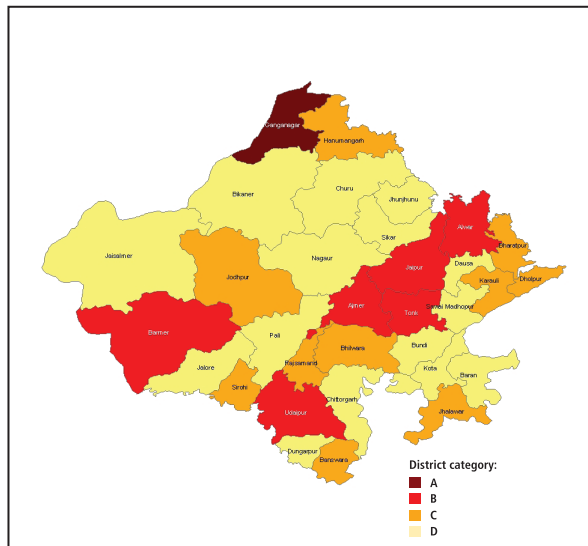 Ganganagar
Hanumangarh
Bikaner
Churu
Jhunjhunu
Alwar
Sikar
Bharatpur
Jaisalmer
Nagaur
Jaipur
Dausa
Jodhpur
Karauli
Dholpur
Ajmer
Tonk
Sawai Madhopur
Barmer
Pali
Bundi
Bhilwara
Rajsamand
Jalore
Kota
Baran
Sirohi
Chittorgarh
Udaipur
Jhalawar
Dungarpur
Banswara
District category:
A
B
C
D